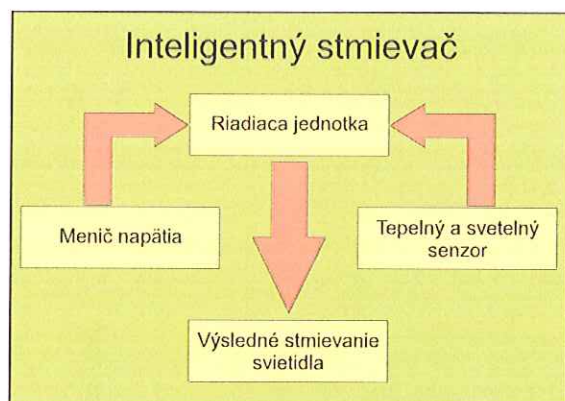 Inteligentný stmievač
Riadiaca jednotka
Menič napätia
Tepelný a svetelný
senzor
Výsledné stmievanie
svietidla